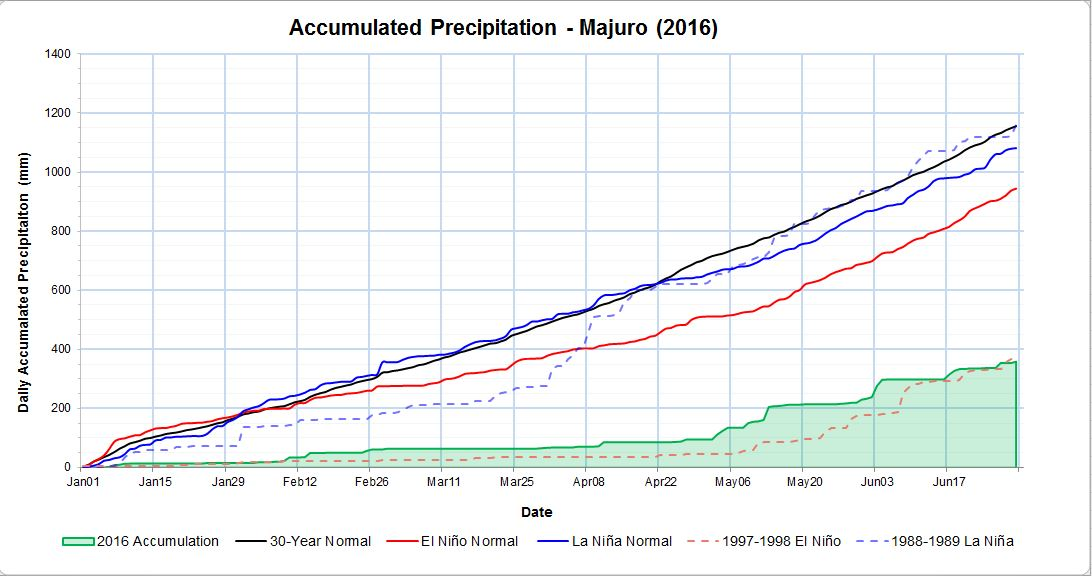 Accumulated Precipitation - Majuro (2016)
Daily Accumulated Precipitaiton (mm)
1400
1200
1000
800
600
400
200
0
Jan01 Jan15 Jan29 Feb12 Feb26 Mar11 Mar25 Apr08 Apr22 May06 May20 Jun03 Jun17
Date
2016 Accumulation 30-Year Normal El Niño Normal La Niña Normal 1997-1998 El Niño 1988-1989 La Niña